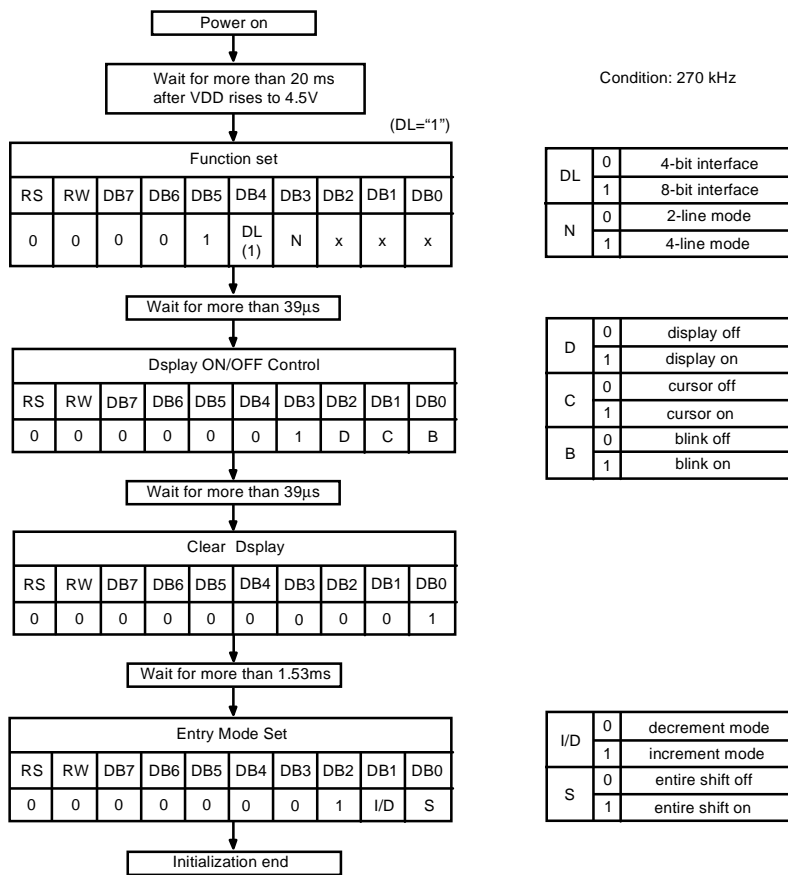 Power on
Wait for more than 20 ms
after VDD rises to 4.5V
Condition: 270 kHz
(DL="1")
Function set
RS RW DB7 DB6 DB5 DB4 DB3 DB2 DB1 DB0
0 0 0 0 1 DL (1) N x x x
DL 0 4-bit interface
1 8-bit interface
N 0 2-line mode
1 4-line mode
Wait for more than 39μs
Dsplay ON/OFF Control
RS RW DB7 DB6 DB5 DB4 DB3 DB2 DB1 DB0
0 0 0 0 0 0 1 D C B
D 0 display off
1 display on
C 0 cursor off
1 cursor on
B 0 blink off
1 blink on
Wait for more than 39μs
Clear Dsplay
RS RW DB7 DB6 DB5 DB4 DB3 DB2 DB1 DB0
0 0 0 0 0 0 0 0 0 1
Wait for more than 1.53ms
Entry Mode Set
RS RW DB7 DB6 DB5 DB4 DB3 DB2 DB1 DB0
0 0 0 0 0 0 0 1 I/D S
I/D 0 decrement mode
1 increment mode
S 0 entire shift off
1 entire shift on
Initialization end